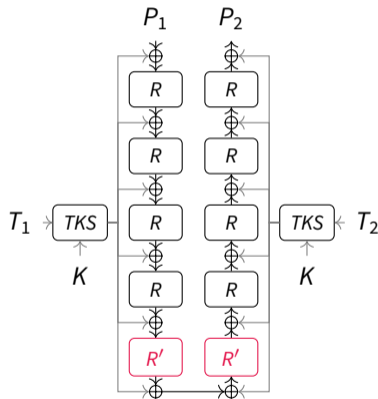 P₁ P₂
R R
R R
T₁ TKS R R TKS T₂
K R R K
R′ R′